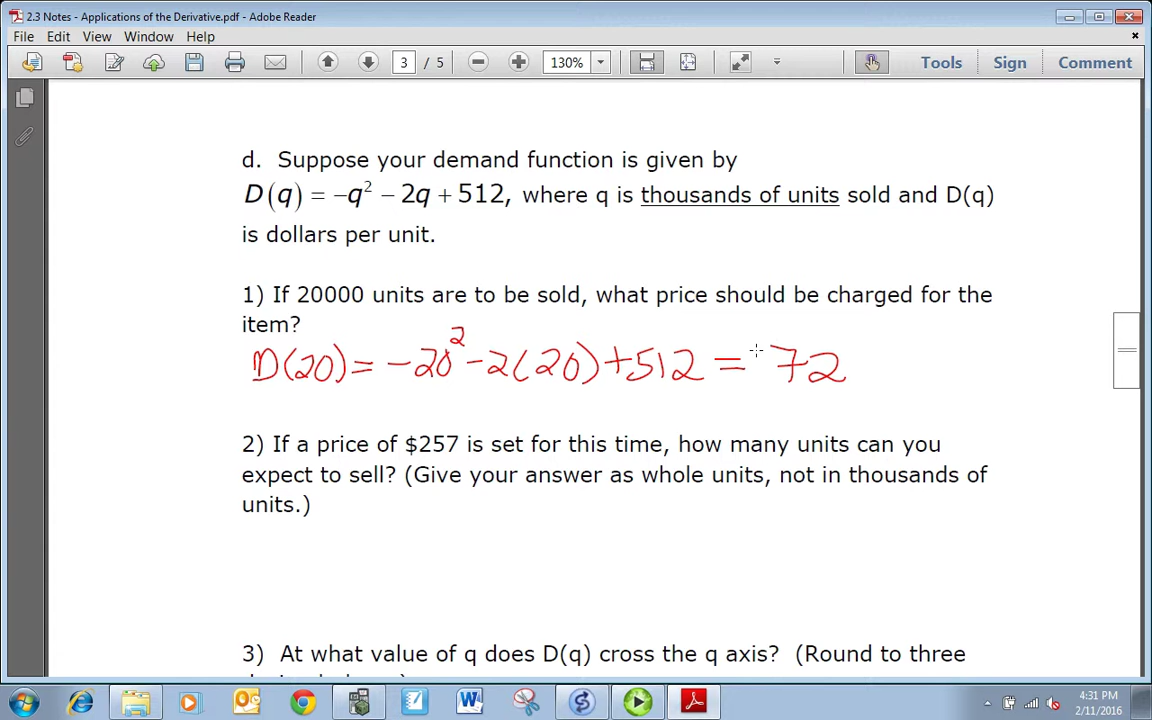 2.3 Notes - Applications of the Derivative.pdf - Adobe Reader
File Edit View Window Help
3 / 5 130% Tools Sign Comment
d. Suppose your demand function is given by
D(q) = −q² − 2q + 512, where q is thousands of units sold and D(q)
is dollars per unit.
1) If 20000 units are to be sold, what price should be charged for the
item?
D(20) = -20² - 2(20) + 512 = 72
2) If a price of $257 is set for this time, how many units can you
expect to sell? (Give your answer as whole units, not in thousands of
units.)
3) At what value of q does D(q) cross the q axis? (Round to three
4:31 PM
2/11/2016